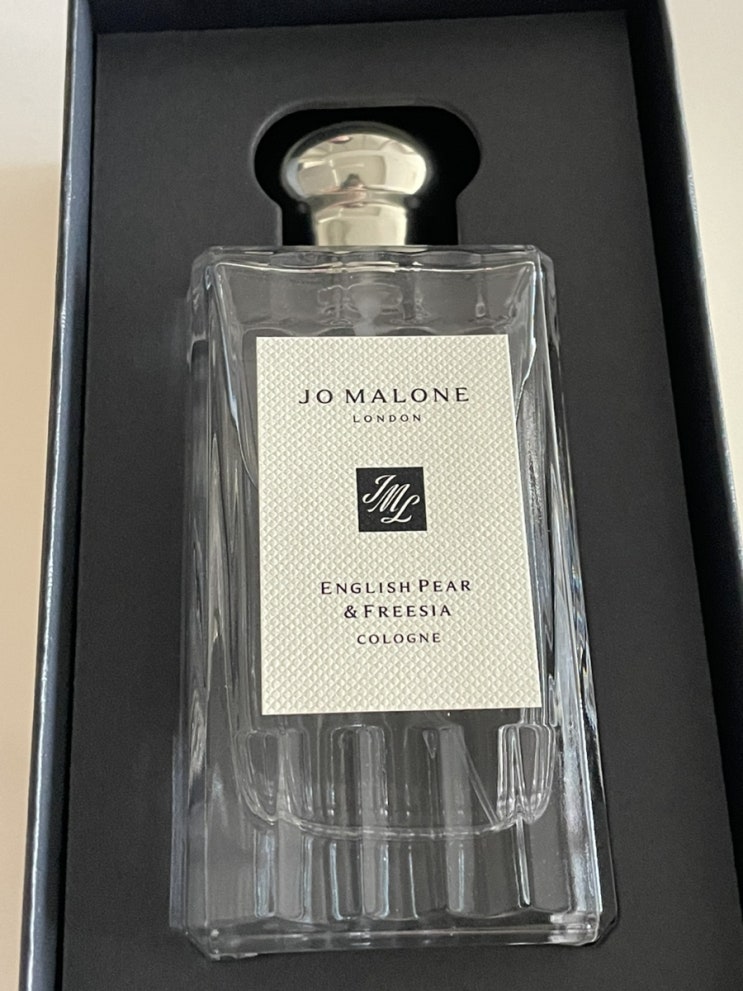 JO MALONE
LONDON
JML
ENGLISH PEAR
& FREESIA
COLOGNE